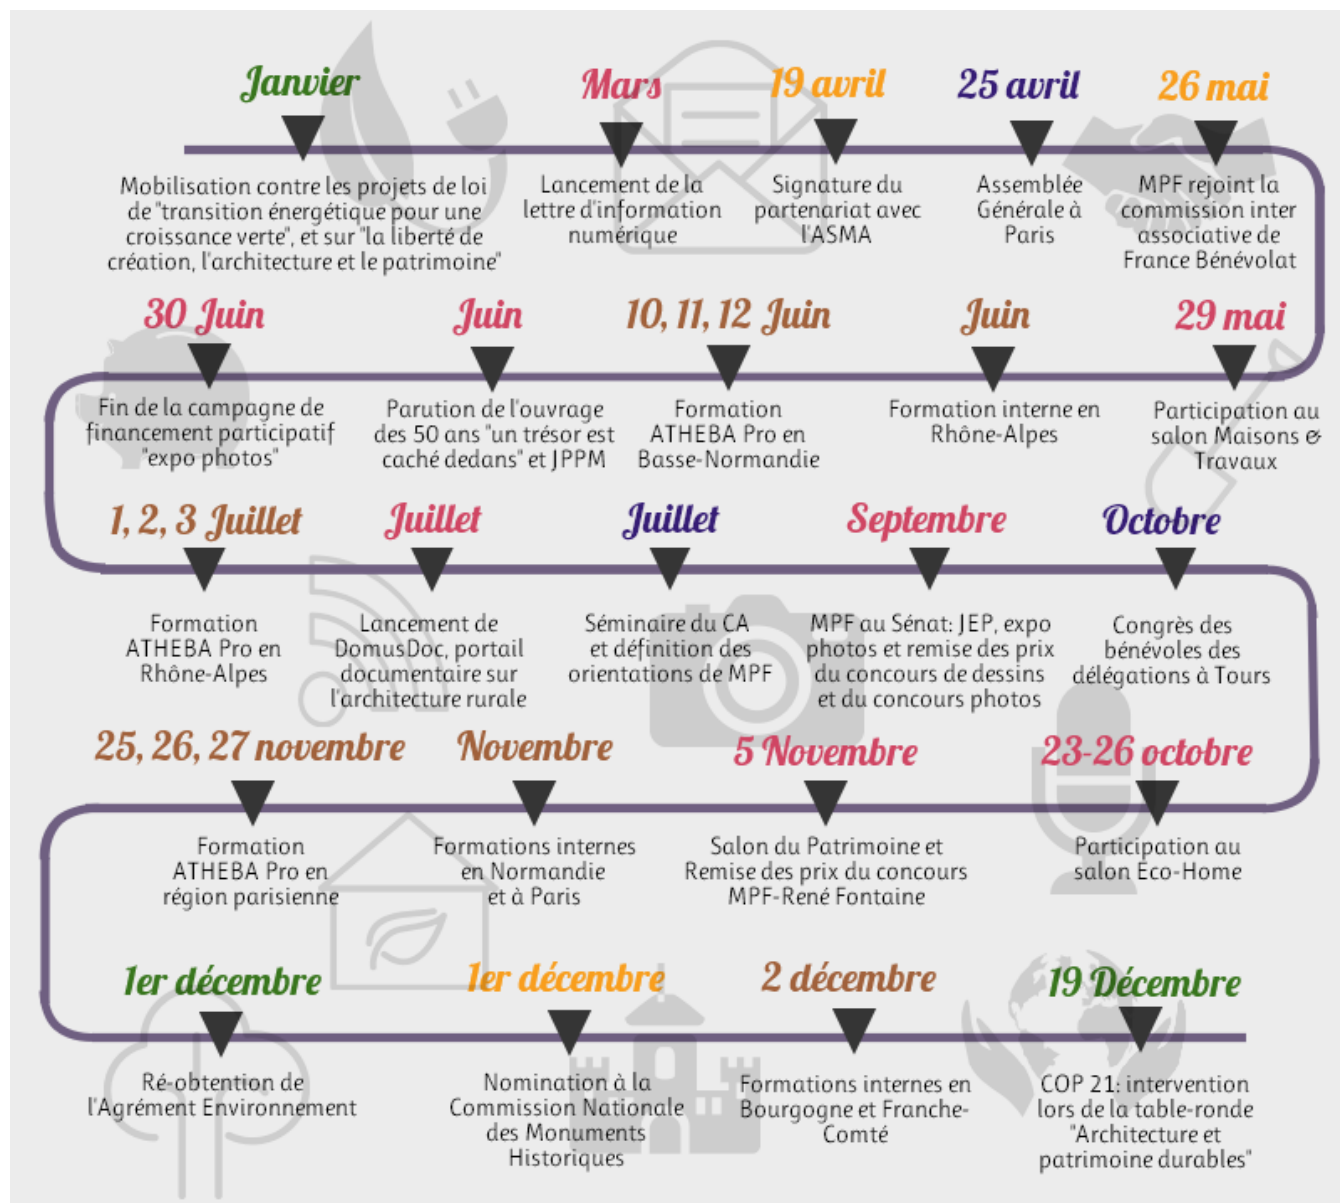 Janvier
Mobilisation contre les projets de loi
de "transition énergétique pour une
croissance verte", et sur "la liberté de
création, l'architecture et le patrimoine"
Mars
Lancement de la
lettre d'information
numérique
19 avril
Signature du
partenariat avec
l'ASMA
25 avril
Assemblée
Générale à
Paris
26 mai
MPF rejoint la
commission inter
associative de
France Bénévolat
29 mai
Participation au
salon Maisons &
Travaux
Juin
Formation interne en
Rhône-Alpes
10, 11, 12 Juin
Formation
ATHEBA Pro en
Basse-Normandie
Juin
Parution de l'ouvrage
des 50 ans "un trésor est
caché dedans" et JPPM
30 Juin
Fin de la campagne de
financement participatif
"expo photos"
1, 2, 3 Juillet
Formation
ATHEBA Pro en
Rhône-Alpes
Juillet
Lancement de
DomusDoc, portail
documentaire sur
l'architecture rurale
Juillet
Séminaire du CA
et définition des
orientations de MPF
Septembre
MPF au Sénat: JEP, expo
photos et remise des prix
du concours de dessins
et du concours photos
Octobre
Congrès des
bénévoles des
délégations à Tours
23-26 octobre
Participation au
salon Eco-Home
5 Novembre
Salon du Patrimoine et
Remise des prix du concours
MPF-René Fontaine
Novembre
Formations internes
en Normandie
et à Paris
25, 26, 27 novembre
Formation
ATHEBA Pro en
région parisienne
1er décembre
Ré-obtention de
l'Agrément Environnement
1er décembre
Nomination à la
Commission Nationale
des Monuments
Historiques
2 décembre
Formations internes en
Bourgogne et Franche-
Comté
19 Décembre
COP 21: intervention
lors de la table-ronde
"Architecture et
patrimoine durables"